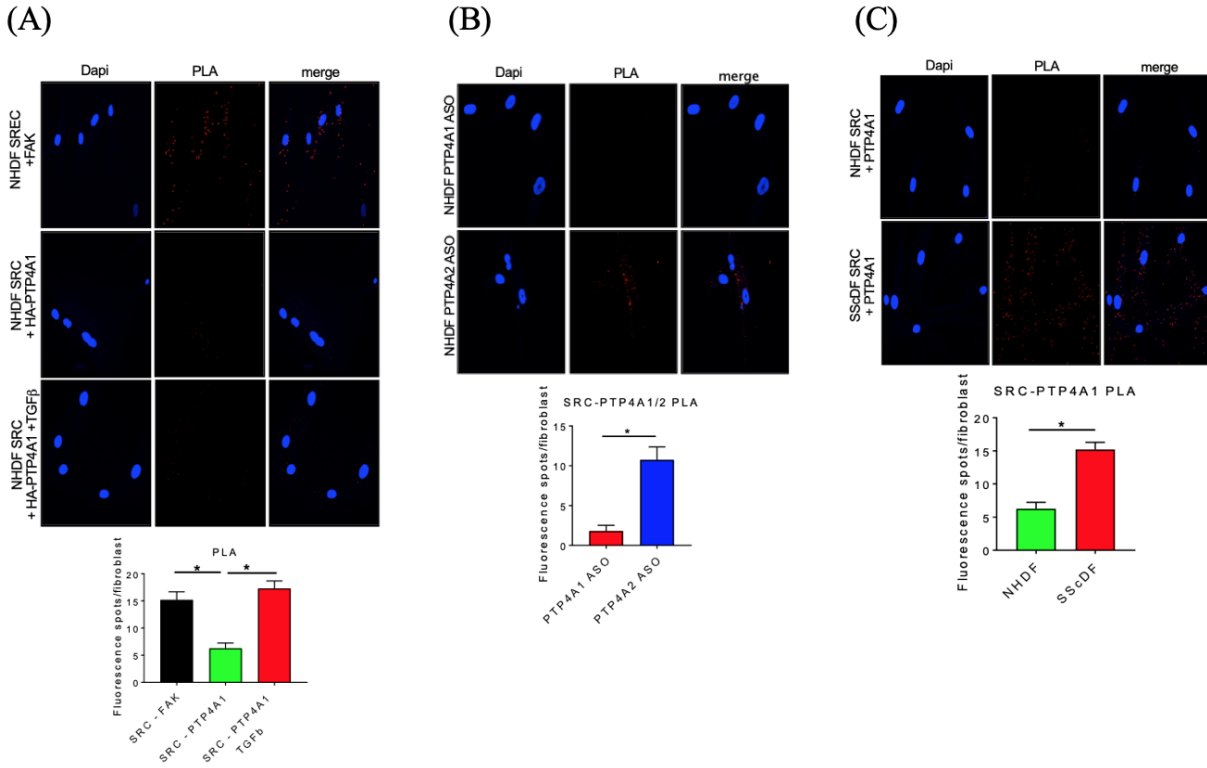 (A)
Dapi PLA merge
NHDF SREC
+FAK
NHDF SRC
+ HA-PTP4A1
NHDF SRC
+ HA-PTP4A1 +TGFβ
PLA
Fluorescence spots/fibroblast
20
15
10
5
0
* *
SRC - FAK
SRC - PTP4A1
SRC - PTP4A1
TGFb
(B)
Dapi PLA merge
NHDF PTP4A1 ASO
NHDF PTP4A2 ASO
SRC-PTP4A1/2 PLA
Fluorescence spots/fibroblast
15
10
5
0
*
PTP4A1 ASO
PTP4A2 ASO
(C)
Dapi PLA merge
NHDF SRC
+ PTP4A1
SScDF SRC
+ PTP4A1
SRC-PTP4A1 PLA
Fluorescence spots/fibroblast
20
15
10
5
0
*
NHDF
SScDF